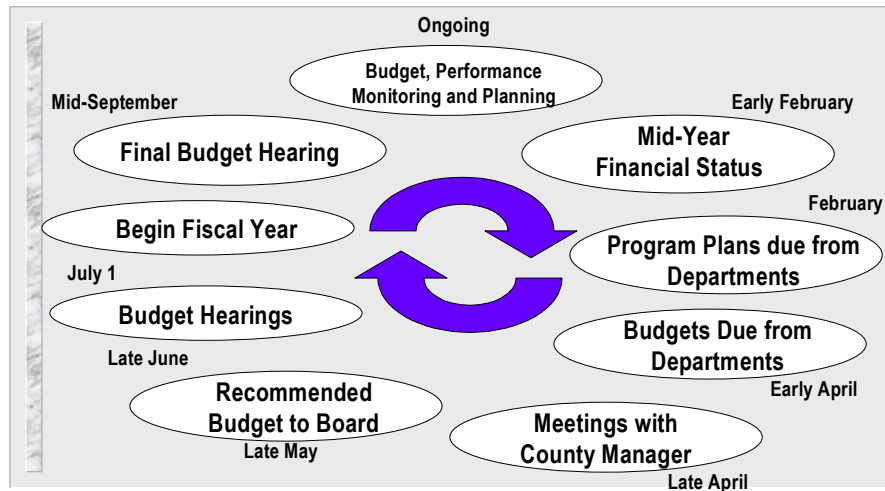 Ongoing
Budget, Performance
Monitoring and Planning
Early February
Mid-Year
Financial Status
February
Program Plans due from
Departments
Budgets Due from
Departments
Early April
Meetings with
County Manager
Late April
Recommended
Budget to Board
Late May
Budget Hearings
Late June
Begin Fiscal Year
July 1
Mid-September
Final Budget Hearing